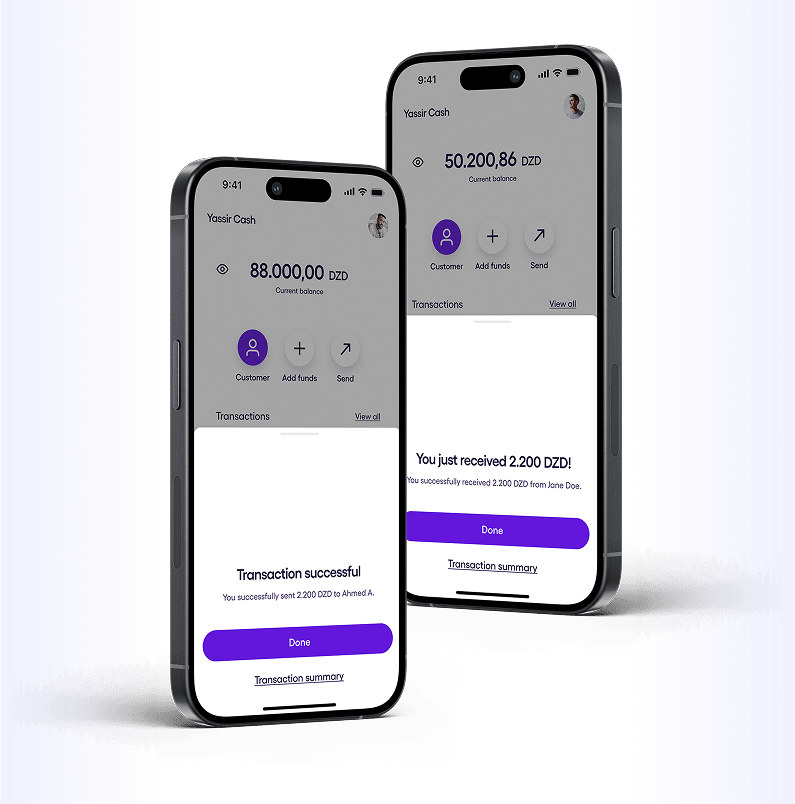 9:41
Yassir Cash
88.000,00 DZD
Current balance
Customer
Add funds
Send
Transactions
View all
Transaction successful
You successfully sent 2.200 DZD to Ahmed A.
Done
Transaction summary
9:41
Yassir Cash
50.200,86 DZD
Current balance
Customer
Add funds
Send
Transactions
View all
You just received 2.200 DZD!
You successfully received 2.200 DZD from Jane Doe.
Done
Transaction summary